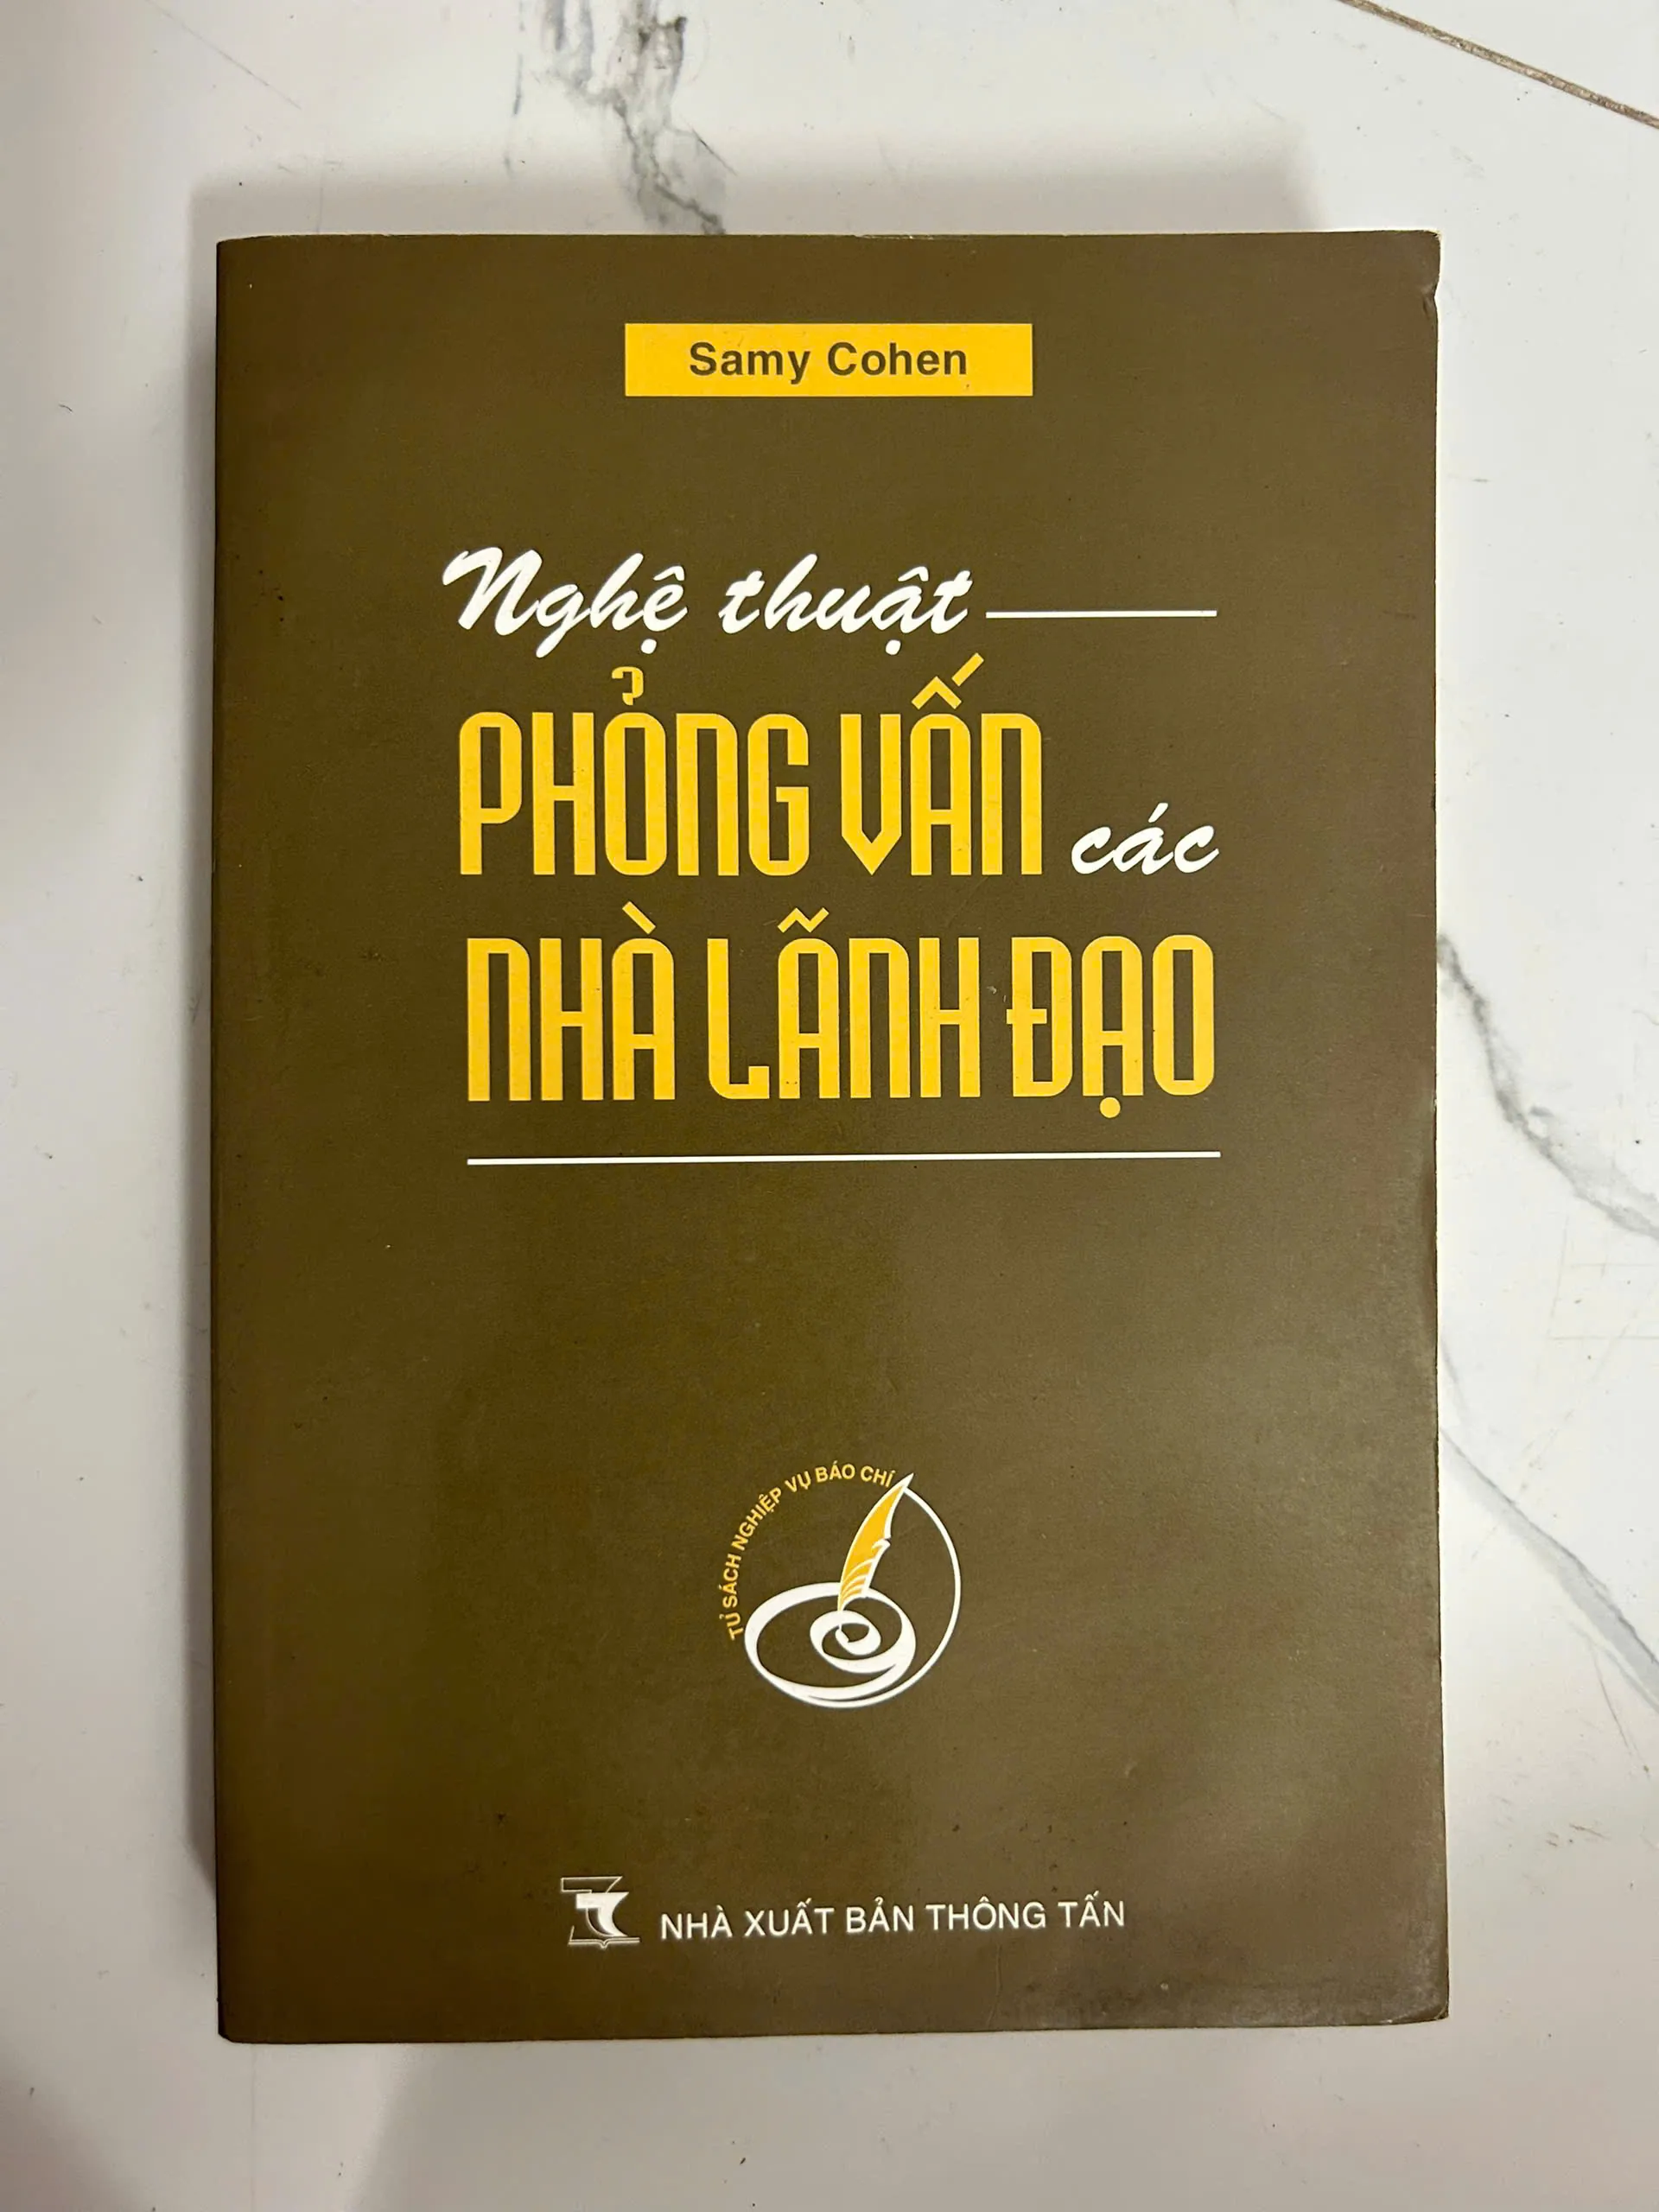 Samy Cohen
Nghệ thuật
PHỎNG VẤN các
NHÀ LÃNH ĐẠO
TỦ SÁCH NGHIỆP VỤ BÁO CHÍ
NHÀ XUẤT BẢN THÔNG TẤN